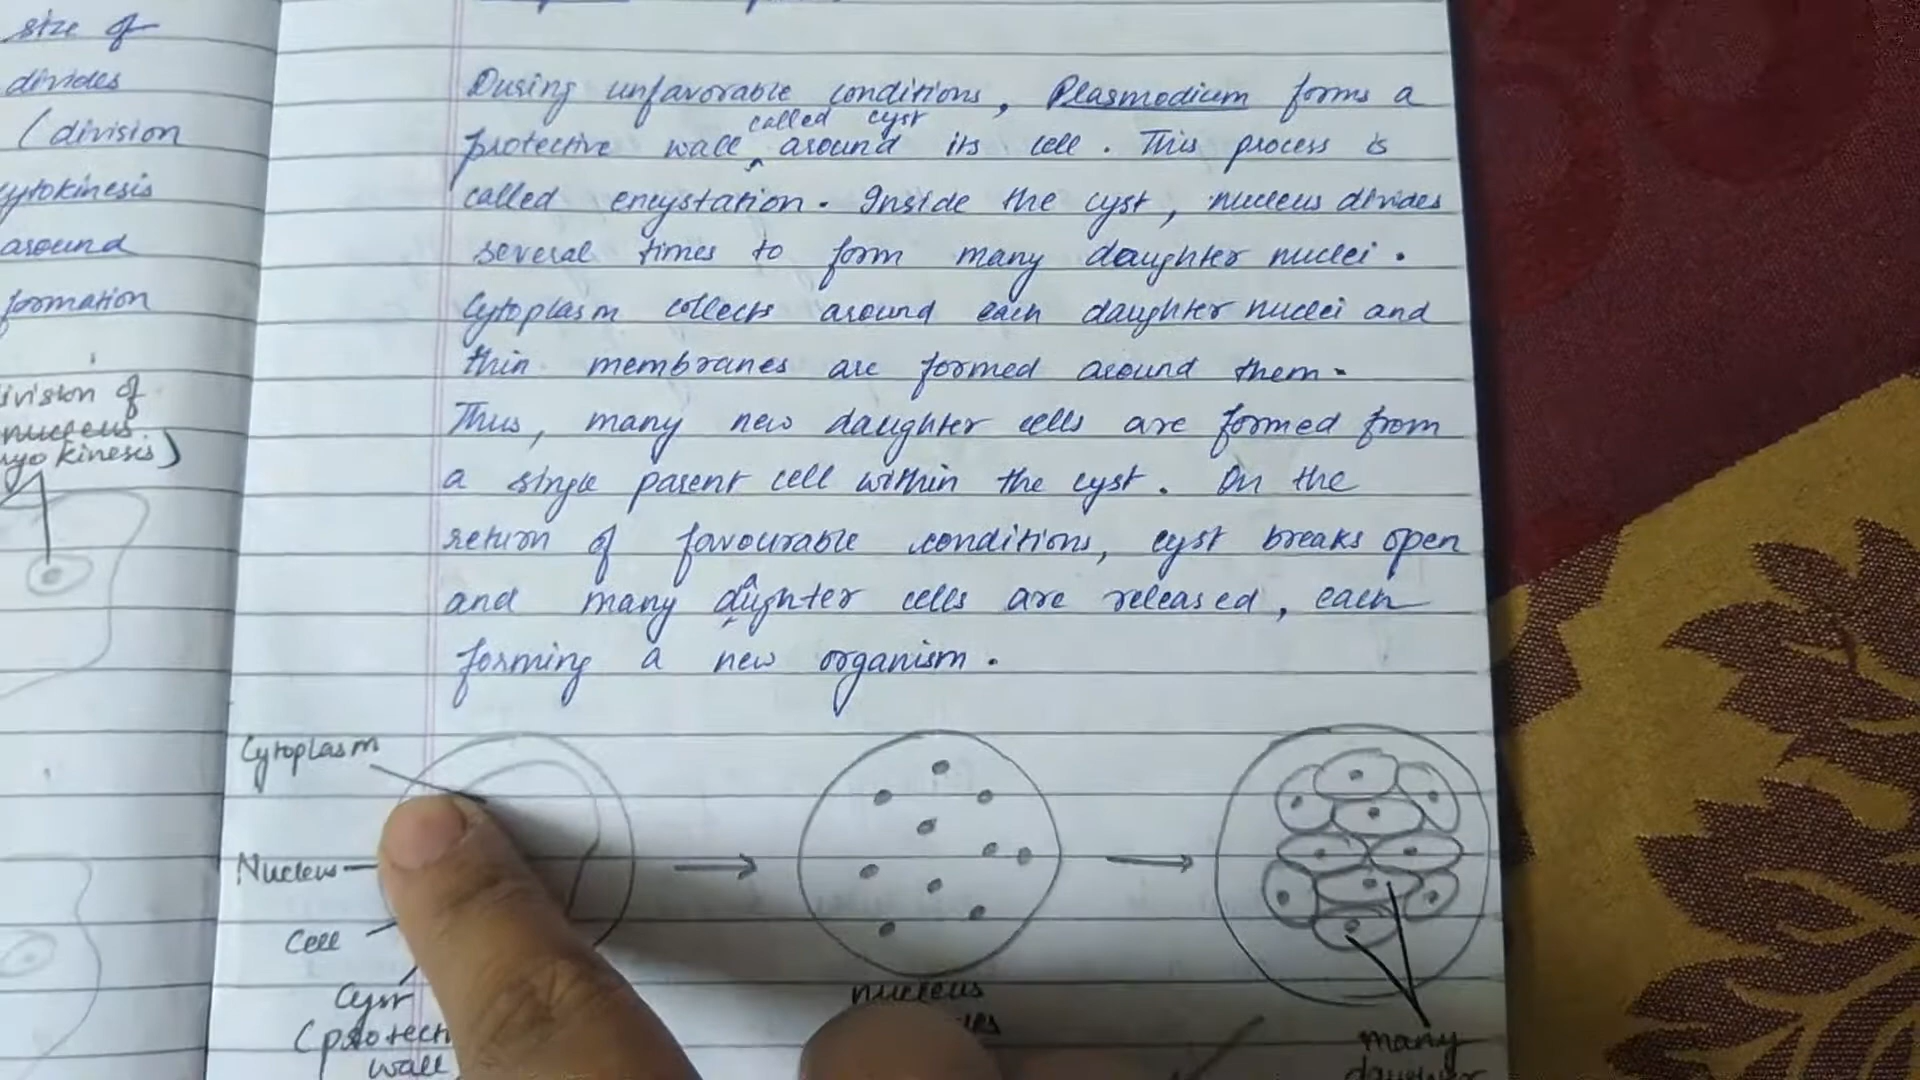 size of
divides
(division
cytokinesis
around
formation
ivision of
nucleus
yokinesis)
During unfavorable conditions, Plasmodium forms a
protective wall called cyst around its cell. This process is
called encystation. Inside the cyst, nucleus divides
several times to form many daughter nuclei.
Cytoplasm collects around each daughter nuclei and
thin membranes are formed around them.
Thus, many new daughter cells are formed from
a single parent cell within the cyst. On the
return of favourable conditions, cyst breaks open
and many daughter cells are released, each
forming a new organism.
Cytoplasm
Nucleus
Cell
Cyst
(protec
wall
nucleus
many
daughter